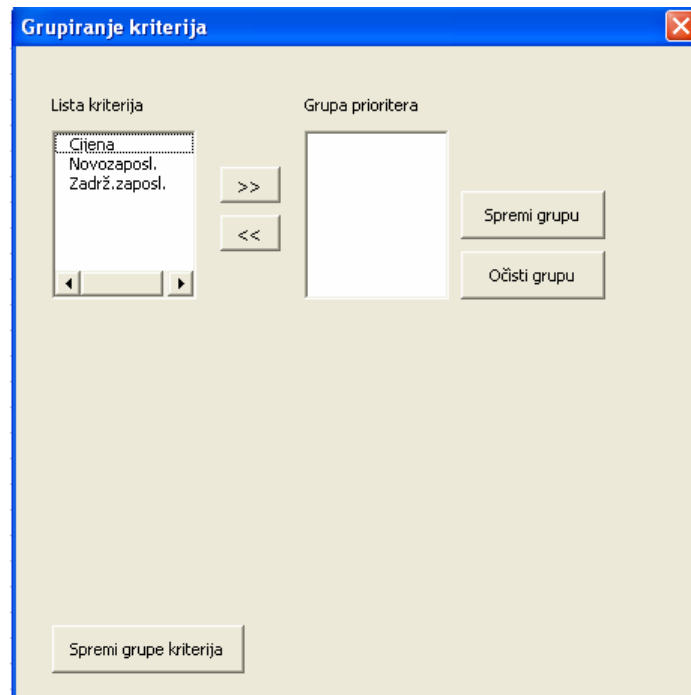 Grupiranje kriterija
Lista kriterija
Grupa prioritera
Cijena
Novozaposl.
Zadrž.zaposl.
>>
<<
Spremi grupu
Očisti grupu
Spremi grupe kriterija